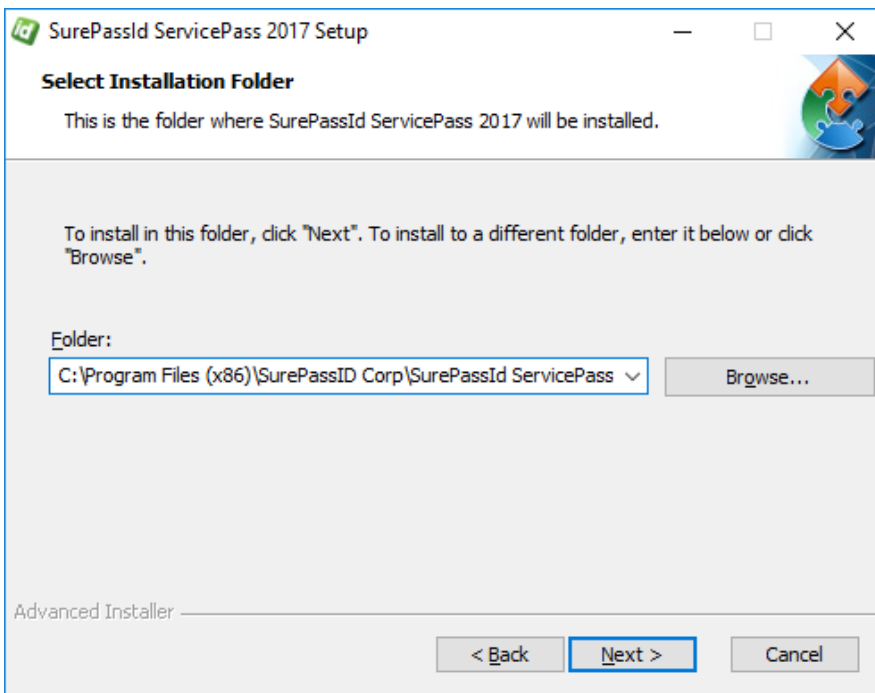 SurePassId ServicePass 2017 Setup
Select Installation Folder
This is the folder where SurePassId ServicePass 2017 will be installed.
To install in this folder, click "Next". To install to a different folder, enter it below or click
"Browse".
Folder:
C:\Program Files (x86)\SurePassID Corp\SurePassId ServicePass
Browse...
Advanced Installer
< Back
Next >
Cancel